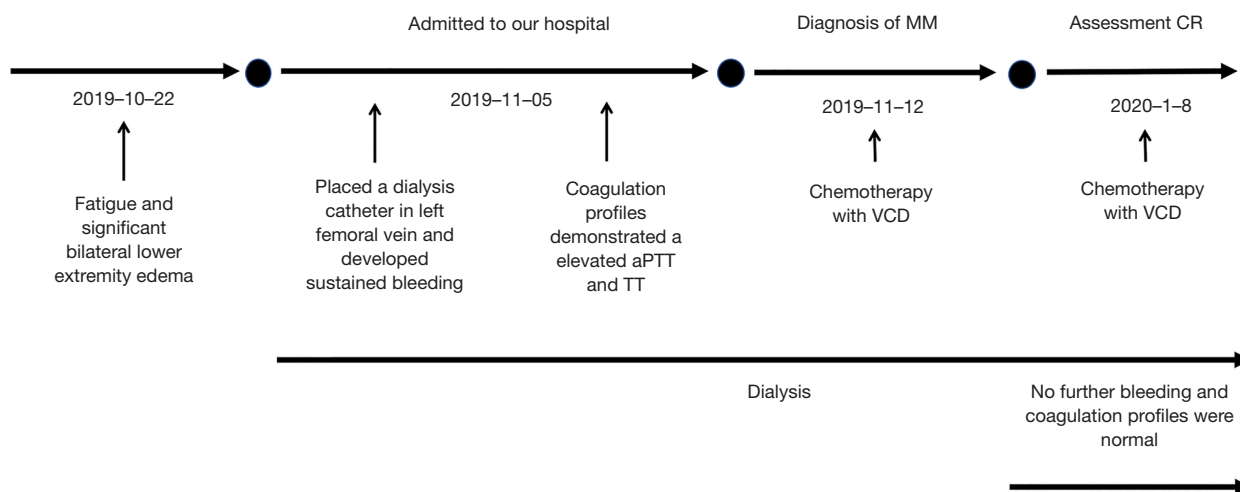 Admitted to our hospital
Diagnosis of MM
Assessment CR
2019–10–22
2019–11–05
2019–11–12
2020–1–8
Fatigue and
significant
bilateral lower
extremity edema
Placed a dialysis
catheter in left
femoral vein and
developed
sustained bleeding
Coagulation
profiles
demonstrated a
elevated aPTT
and TT
Chemotherapy
with VCD
Chemotherapy
with VCD
Dialysis
No further bleeding and
coagulation profiles were
normal